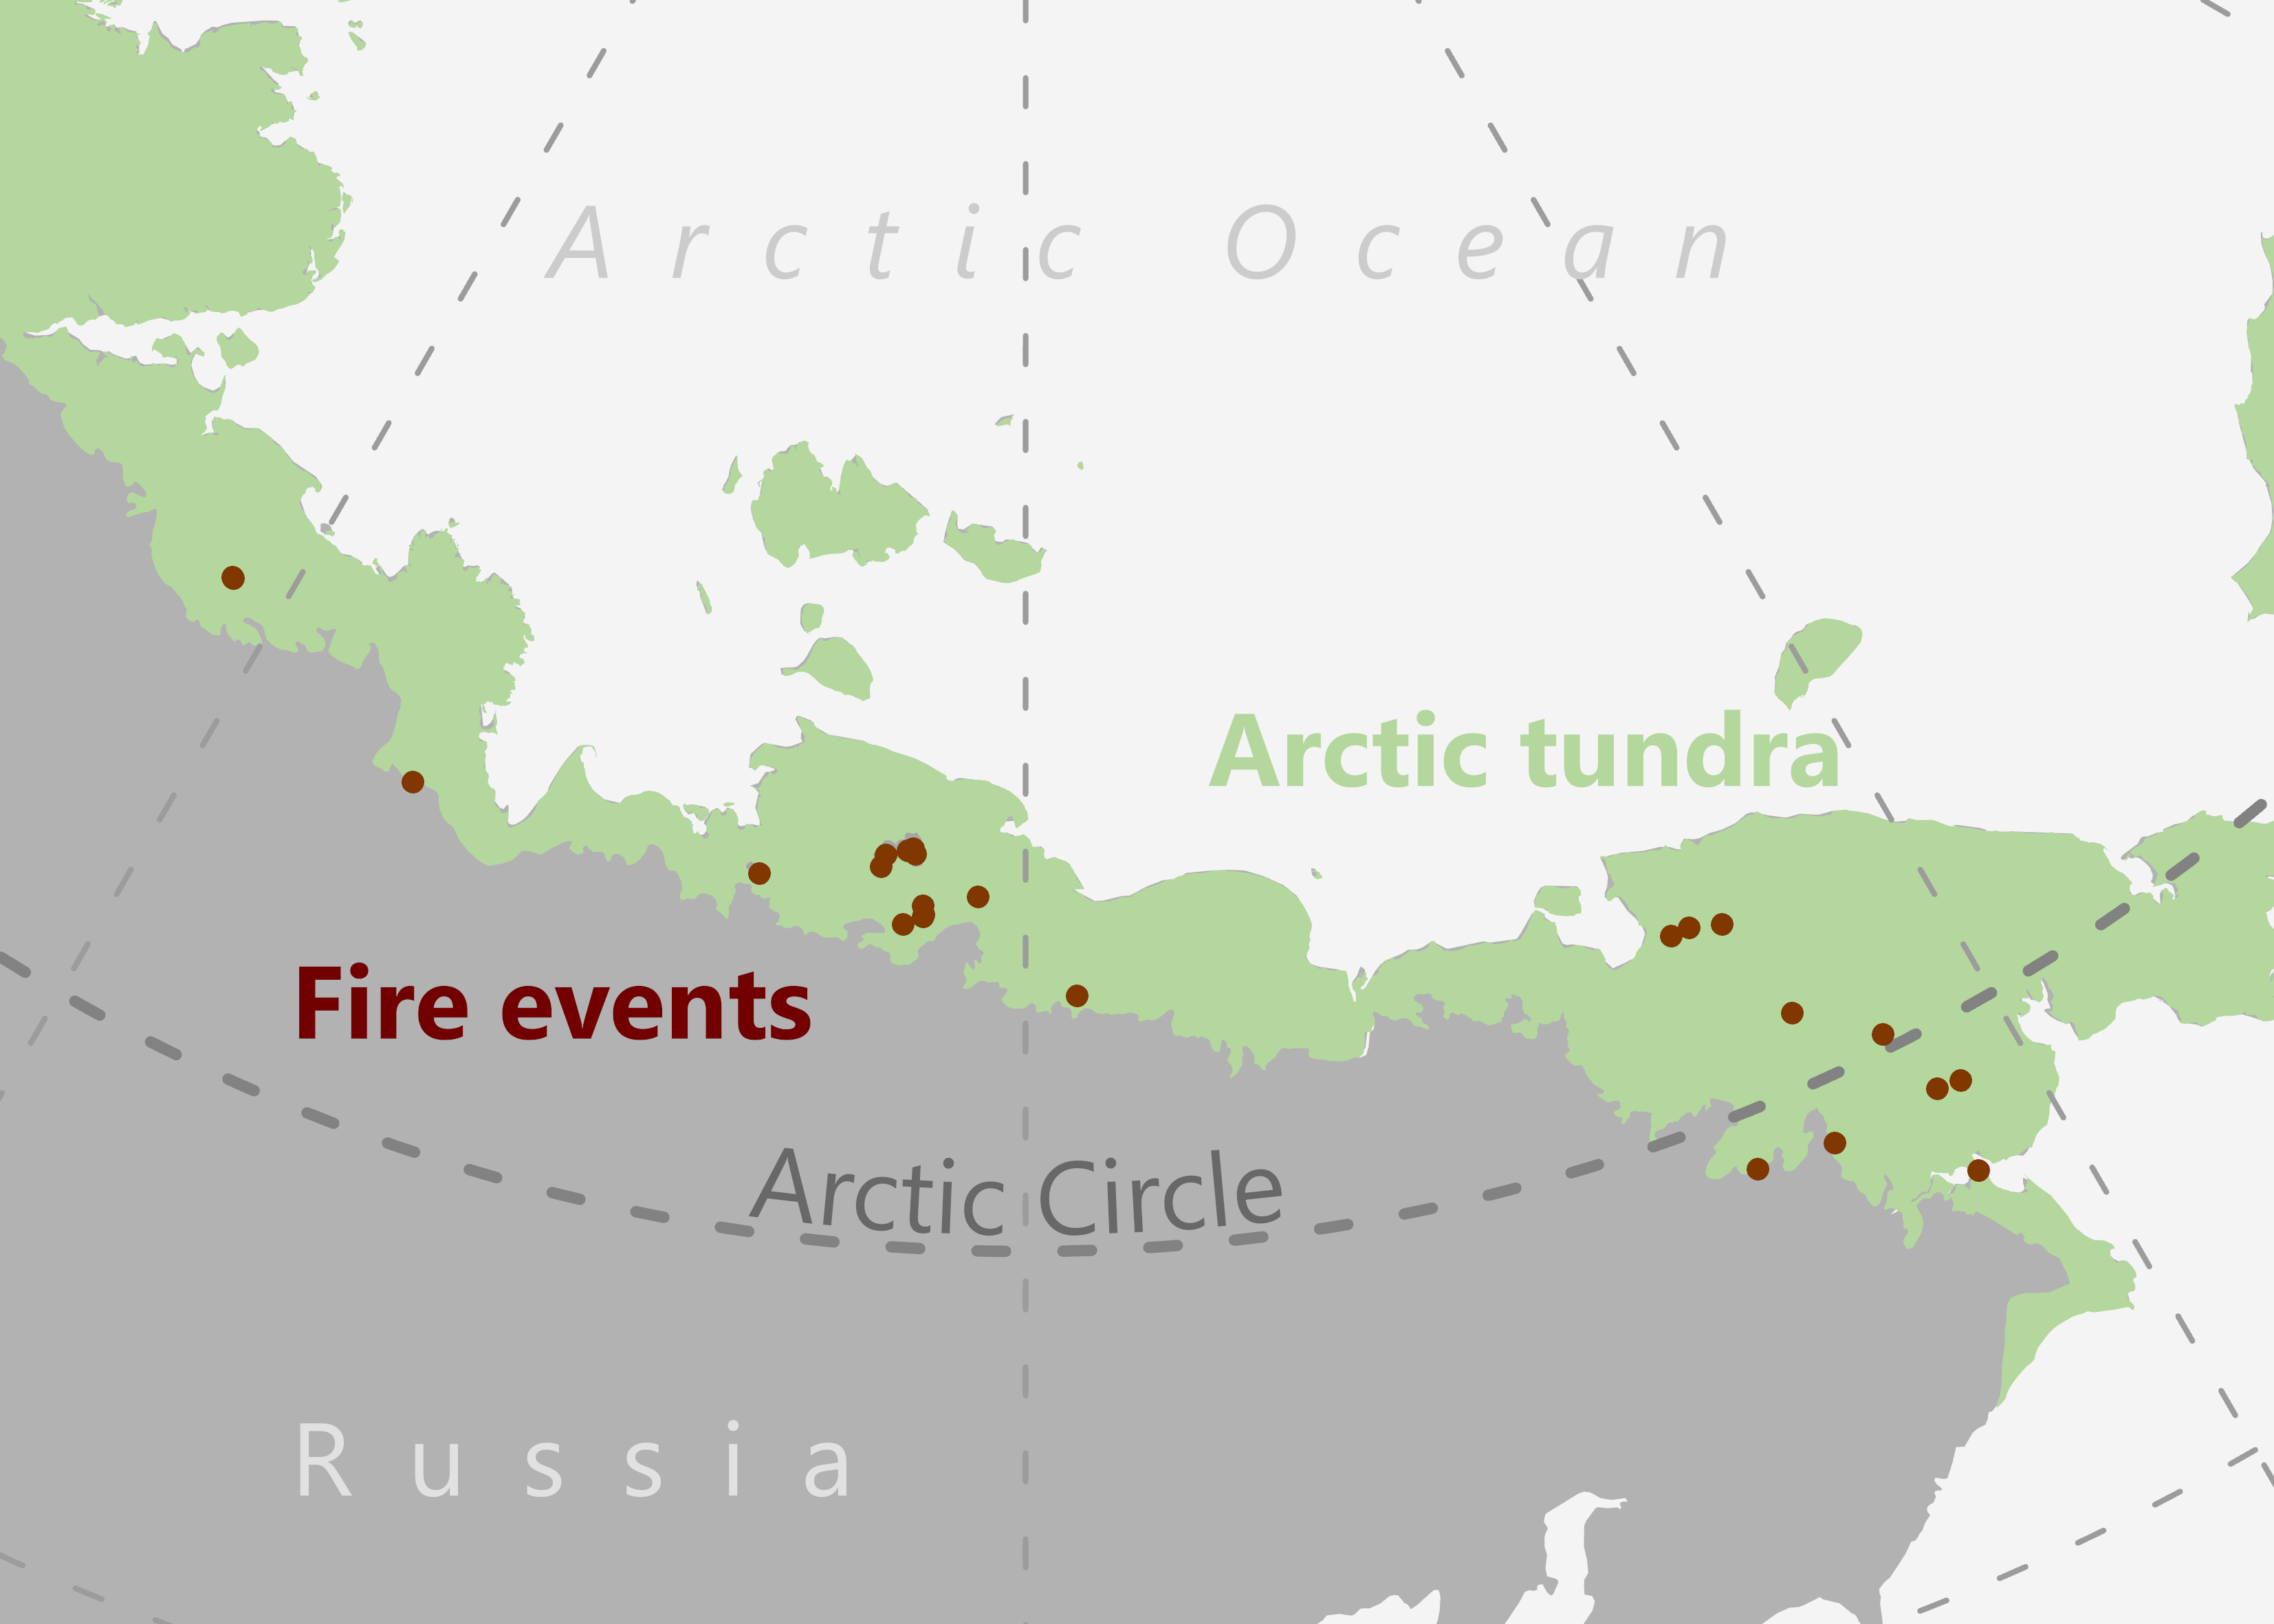 Arctic Ocean
Arctic tundra
Fire events
Arctic Circle
Russia